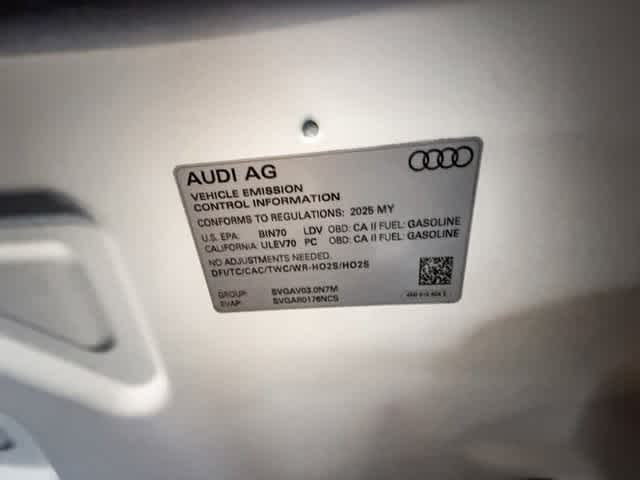 AUDI AG
VEHICLE EMISSION
CONTROL INFORMATION
CONFORMS TO REGULATIONS: 2025 MY
U.S. EPA: BIN70 LDV OBD: CA II FUEL: GASOLINE
CALIFORNIA: ULEV70 PC OBD: CA II FUEL: GASOLINE
NO ADJUSTMENTS NEEDED.
DFI/TC/CAC/TWC/WR-HO2S/HO2S
GROUP: SVGAV03.0N7M
EVAP: SVGAR0176NCS